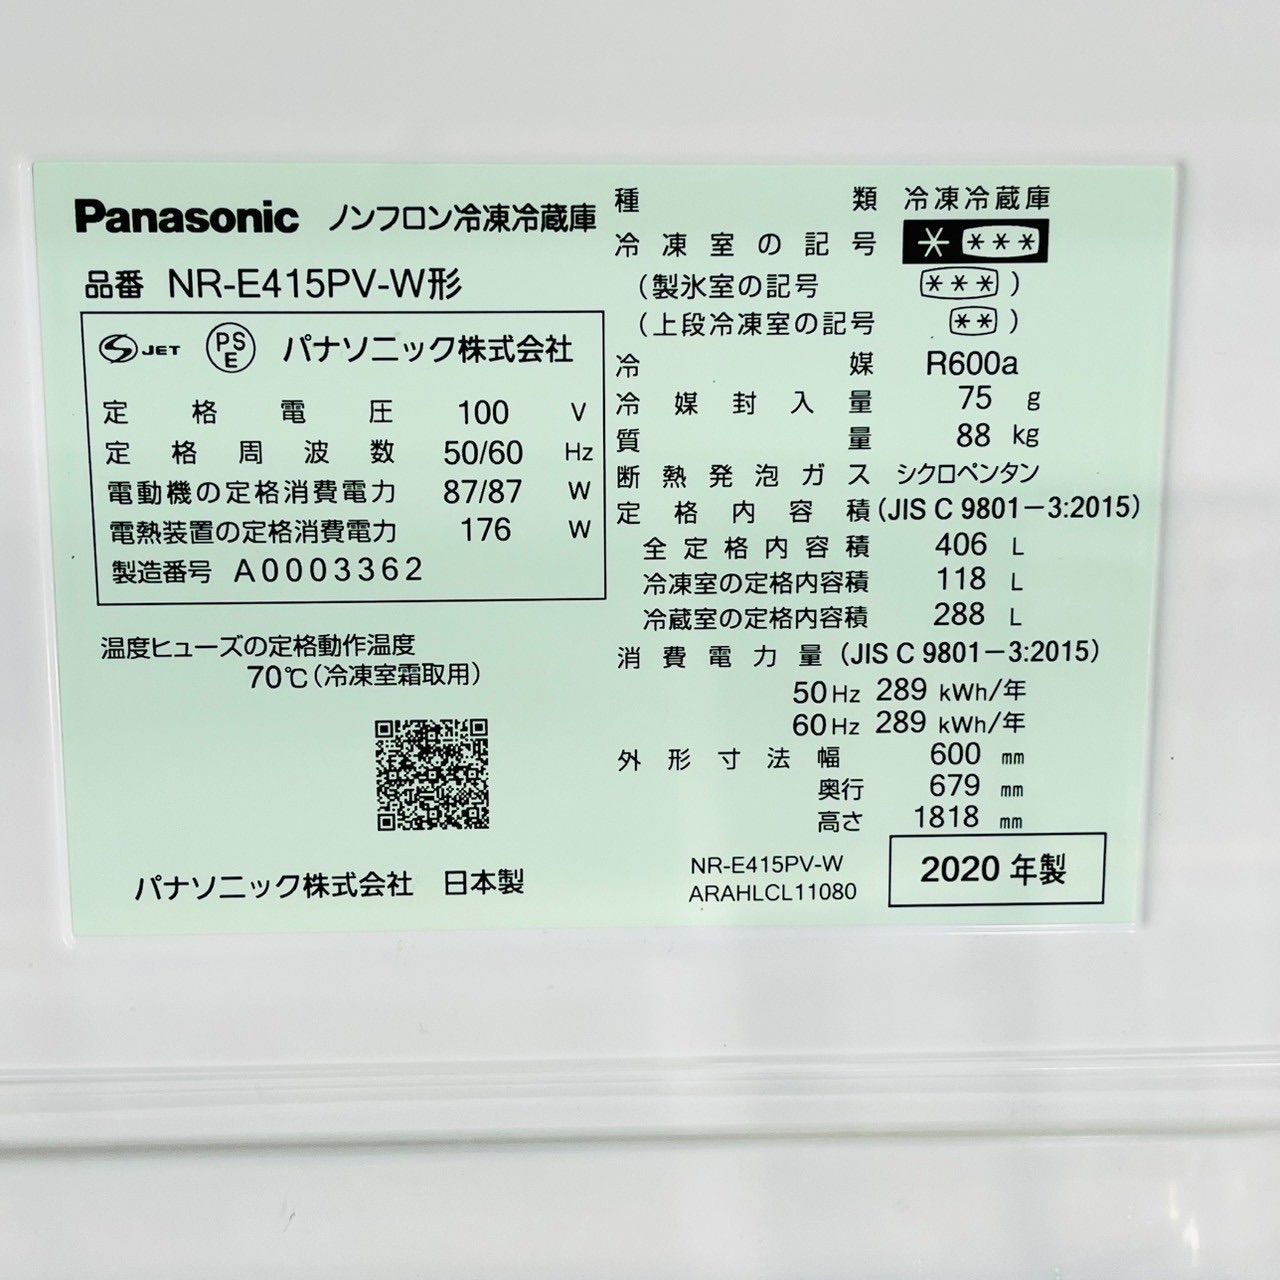 Panasonic ノンフロン冷凍冷蔵庫
品番 NR-E415PV-W形
S JET PSE パナソニック株式会社
定格電圧 100 V
定格周波数 50/60 Hz
電動機の定格消費電力 87/87 W
電熱装置の定格消費電力 176 W
製造番号 A0003362
温度ヒューズの定格動作温度
70℃(冷凍室霜取用)
パナソニック株式会社 日本製
種類 冷凍冷蔵庫
冷凍室の記号 * ***
(製氷室の記号 ***)
(上段冷凍室の記号 **)
冷媒 R600a
冷媒封入量 75 g
質量 88 kg
断熱発泡ガス シクロペンタン
定格内容積(JIS C 9801-3:2015)
全定格内容積 406 L
冷凍室の定格内容積 118 L
冷蔵室の定格内容積 288 L
消費電力量(JIS C 9801-3:2015)
50Hz 289 kWh/年
60Hz 289 kWh/年
外形寸法幅 600 mm
奥行 679 mm
高さ 1818 mm
NR-E415PV-W
ARAHLCL11080
2020年製